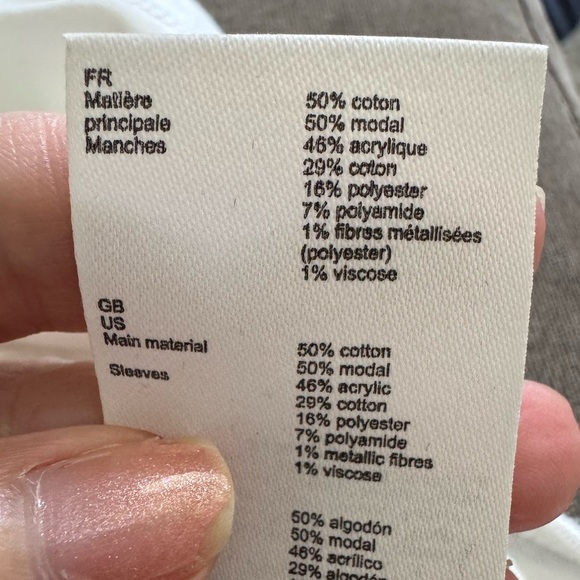 FR
Matière 50% coton
principale 50% modal
Manches 46% acrylique
29% coton
16% polyester
7% polyamide
1% fibres métallisées
(polyester)
1% viscose
GB
US
Main material 50% cotton
50% modal
Sleeves 46% acrylic
29% cotton
16% polyester
7% polyamide
1% metallic fibres
1% viscose
50% algodón
50% modal
46% acrílico
29% algodón